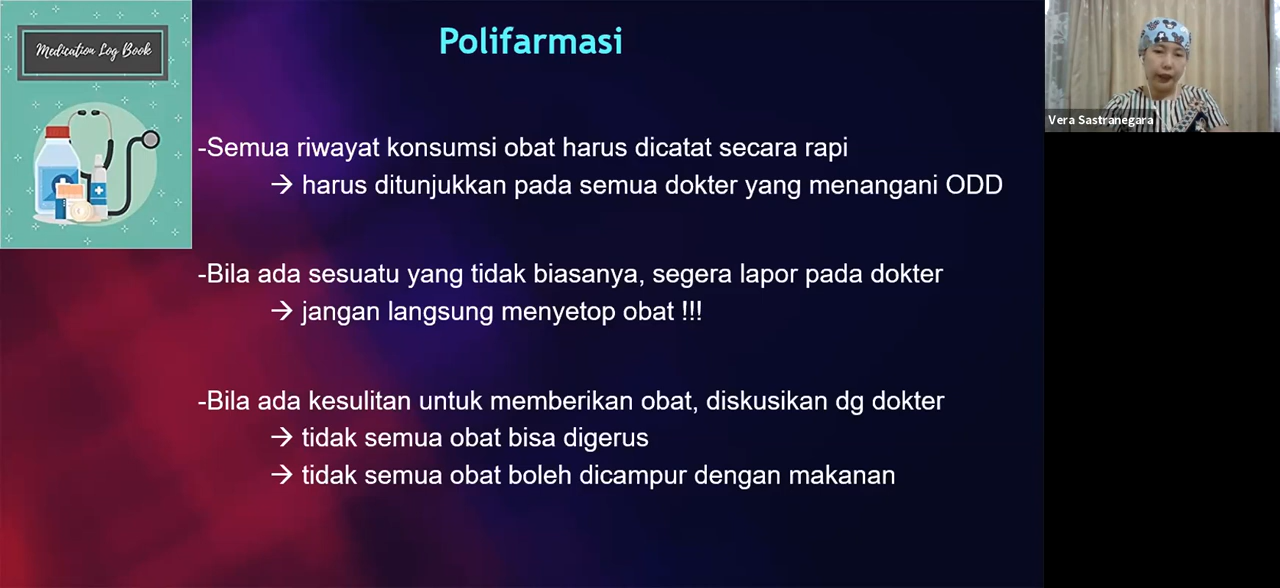 Medication Log Book
Polifarmasi
-Semua riwayat konsumsi obat harus dicatat secara rapi
→ harus ditunjukkan pada semua dokter yang menangani ODD
-Bila ada sesuatu yang tidak biasanya, segera lapor pada dokter
→ jangan langsung menyetop obat !!!
-Bila ada kesulitan untuk memberikan obat, diskusikan dg dokter
→ tidak semua obat bisa digerus
→ tidak semua obat boleh dicampur dengan makanan
Vera Sastranegara